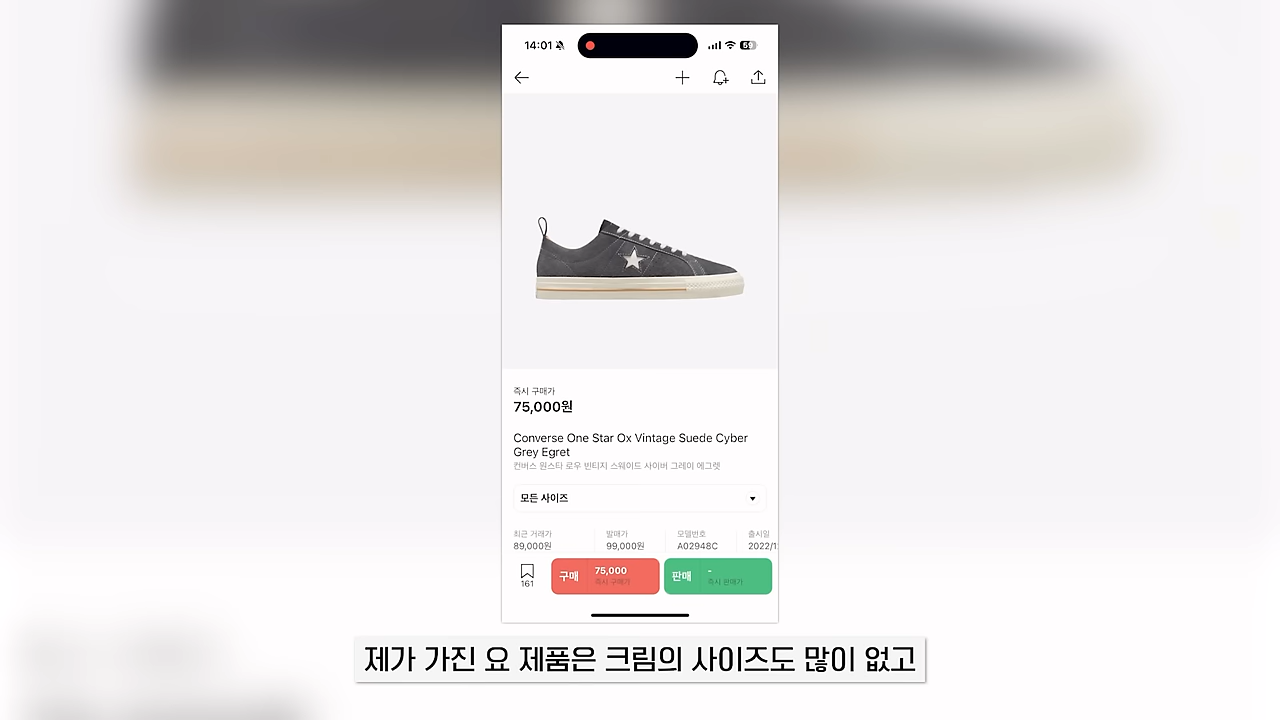 14:01
69
즉시 구매가
75,000원
Converse One Star Ox Vintage Suede Cyber
Grey Egret
컨버스 원스타 로우 빈티지 스웨이드 사이버 그레이 에그렛
모든 사이즈
최근 거래가 발매가 모델번호 출시일
89,000원 99,000원 A02948C 2022/1
161
구매 75,000
즉시 구매가
판매 -
즉시 판매가
제가 가진 요 제품은 크림의 사이즈도 많이 없고